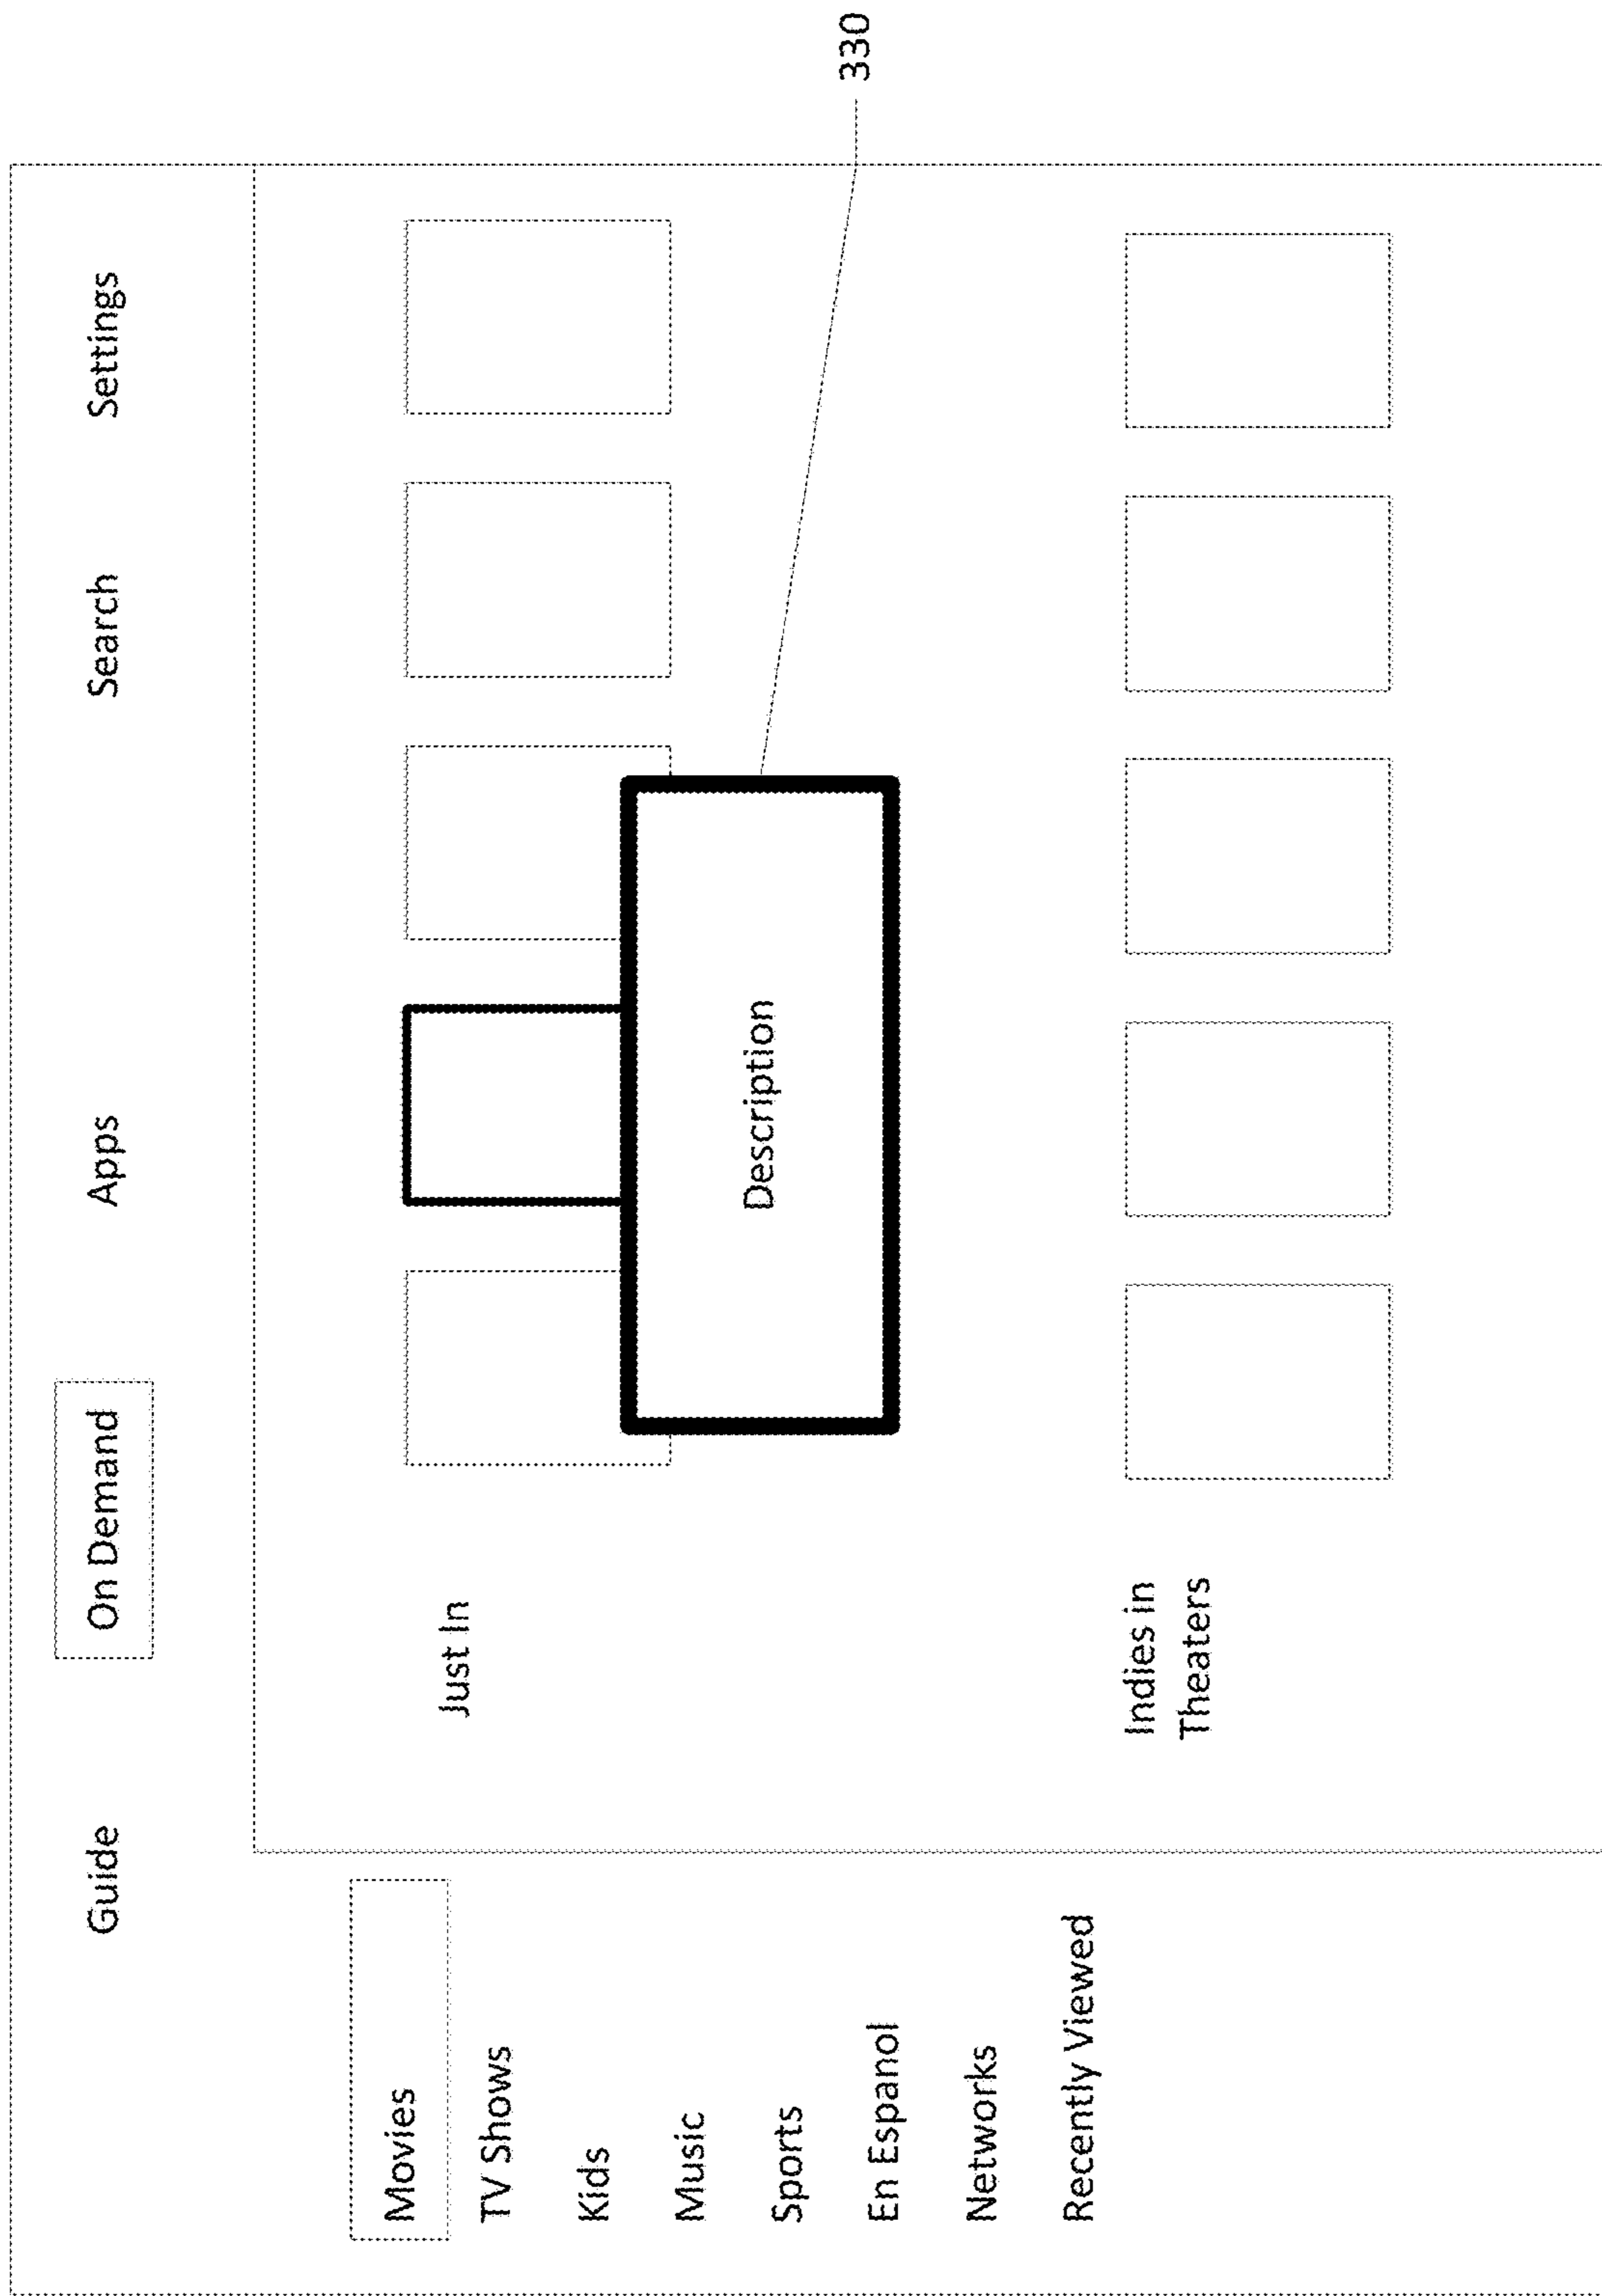 Guide
On Demand
Apps
Search
Settings
Movies
TV Shows
Kids
Music
Sports
En Espanol
Networks
Recently Viewed
Just In
Description
330
Indies in
Theaters